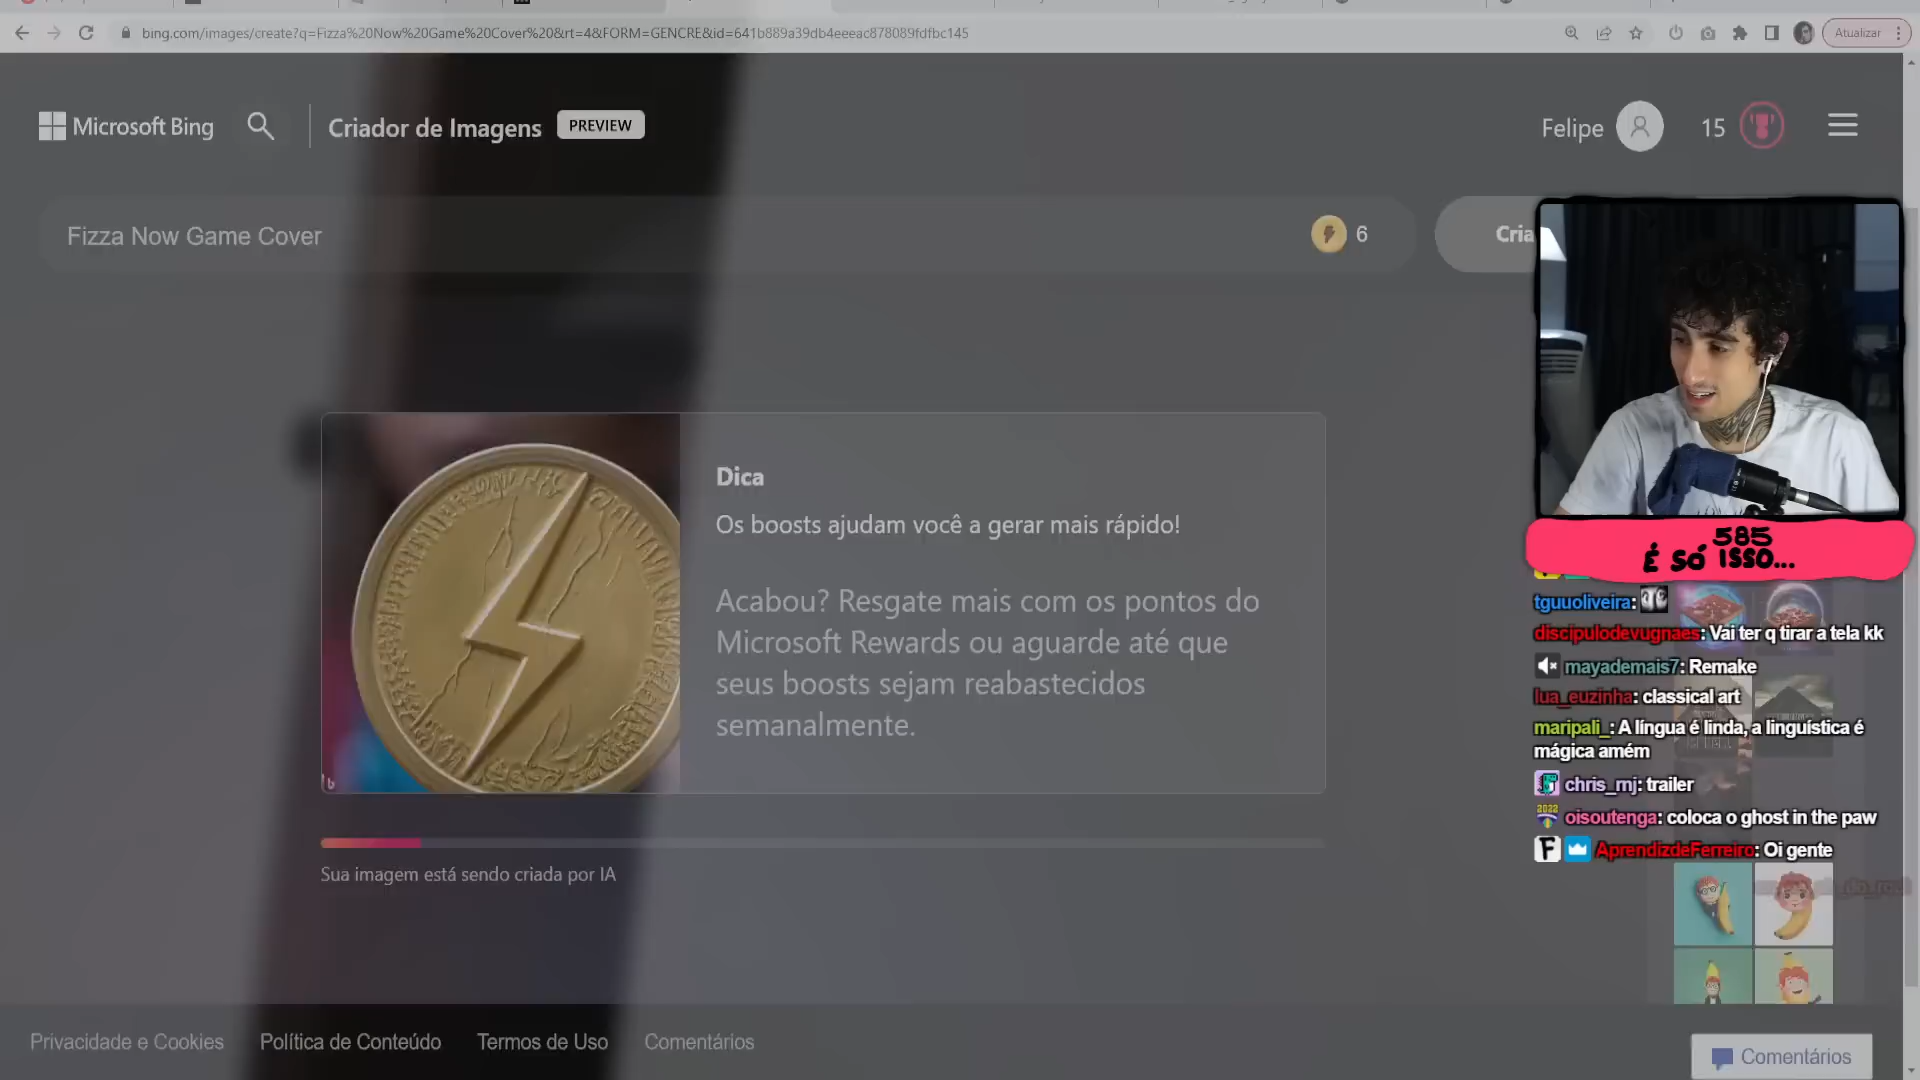 bing.com/images/create?q=Fizza%20Now%20Game%20Cover%20&rt=4&FORM=GENCRE&id=641b889a39db4eeeac878089fdfbc145
Atualizar
Microsoft Bing
Criador de Imagens
PREVIEW
Felipe
15
Fizza Now Game Cover
6
Cria
Dica
Os boosts ajudam você a gerar mais rápido!
Acabou? Resgate mais com os pontos do
Microsoft Rewards ou aguarde até que
seus boosts sejam reabastecidos
semanalmente.
Sua imagem está sendo criada por IA
585
É SÓ ISSO...
tguuoliveira:
discipulodevugnaes: Vai ter q tirar a tela kk
mayademais7: Remake
lua_euzinha: classical art
maripali_: A língua é linda, a linguística é
mágica amém
chris_mj: trailer
2022
oisoutenga: coloca o ghost in the paw
F
AprendizdeFerreiro: Oi gente
Privacidade e Cookies
Política de Conteúdo
Termos de Uso
Comentários
Comentários